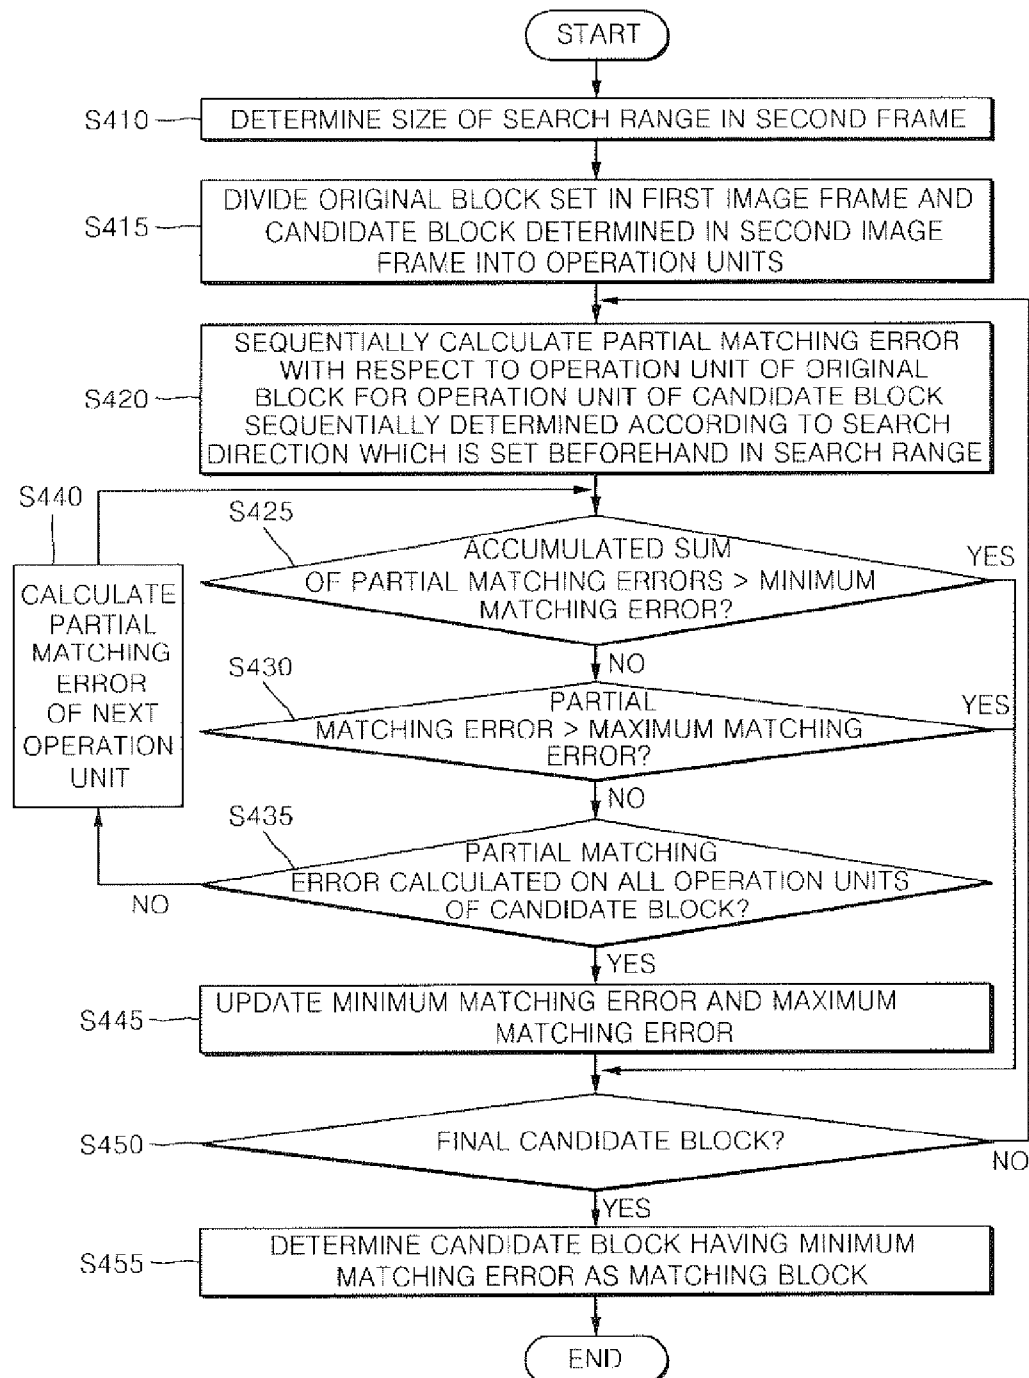 START
S410
DETERMINE SIZE OF SEARCH RANGE IN SECOND FRAME
S415
DIVIDE ORIGINAL BLOCK SET IN FIRST IMAGE FRAME AND
CANDIDATE BLOCK DETERMINED IN SECOND IMAGE
FRAME INTO OPERATION UNITS
S420
SEQUENTIALLY CALCULATE PARTIAL MATCHING ERROR
WITH RESPECT TO OPERATION UNIT OF ORIGINAL
BLOCK FOR OPERATION UNIT OF CANDIDATE BLOCK
SEQUENTIALLY DETERMINED ACCORDING TO SEARCH
DIRECTION WHICH IS SET BEFOREHAND IN SEARCH RANGE
S440
CALCULATE
PARTIAL
MATCHING
ERROR
OF NEXT
OPERATION
UNIT
S425
ACCUMULATED SUM
OF PARTIAL MATCHING ERRORS > MINIMUM
MATCHING ERROR?
YES
NO
S430
PARTIAL
MATCHING ERROR > MAXIMUM MATCHING
ERROR?
YES
NO
S435
PARTIAL MATCHING
ERROR CALCULATED ON ALL OPERATION UNITS
OF CANDIDATE BLOCK?
NO
YES
S445
UPDATE MINIMUM MATCHING ERROR AND MAXIMUM
MATCHING ERROR
S450
FINAL CANDIDATE BLOCK?
NO
YES
S455
DETERMINE CANDIDATE BLOCK HAVING MINIMUM
MATCHING ERROR AS MATCHING BLOCK
END